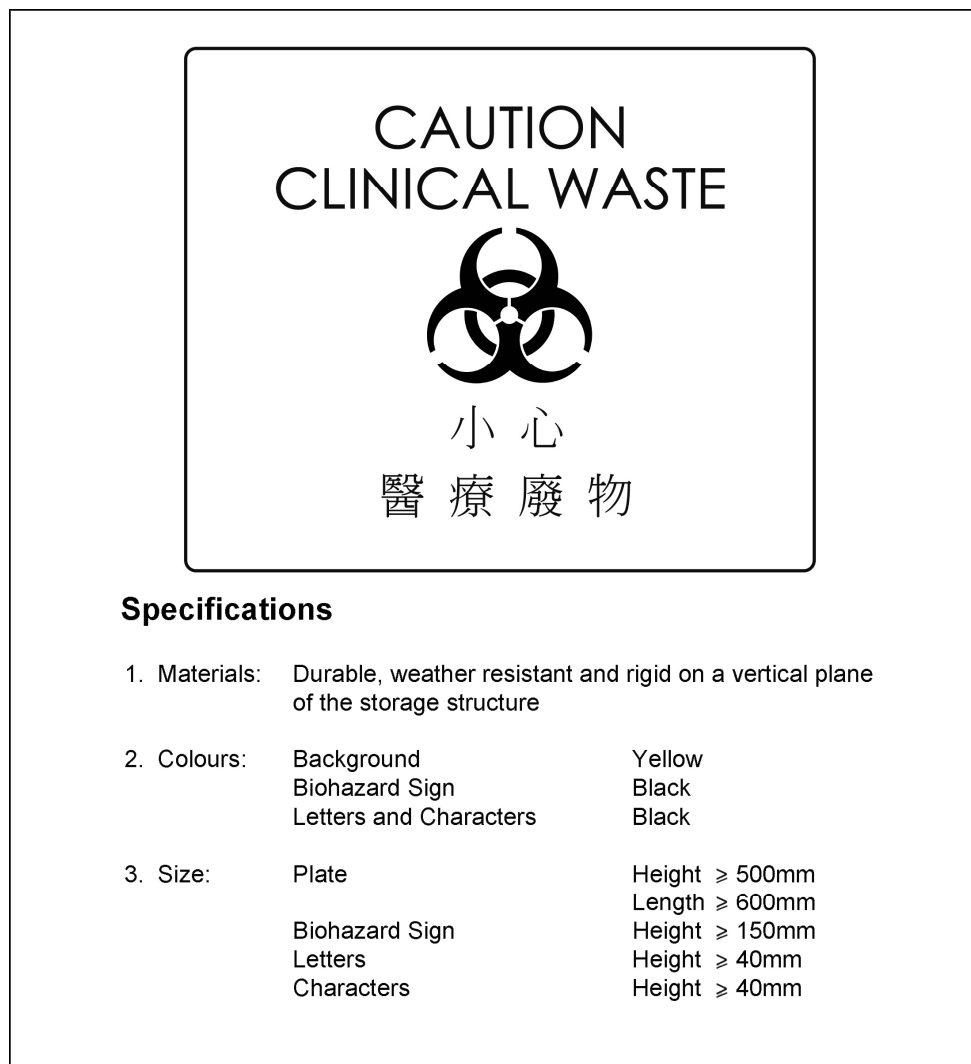 CAUTION
CLINICAL WASTE
小心
醫療廢物
Specifications
1. Materials: Durable, weather resistant and rigid on a vertical plane
of the storage structure
2. Colours: Background Yellow
Biohazard Sign Black
Letters and Characters Black
3. Size: Plate Height ⩾ 500mm
Length ⩾ 600mm
Biohazard Sign Height ⩾ 150mm
Letters Height ⩾ 40mm
Characters Height ⩾ 40mm